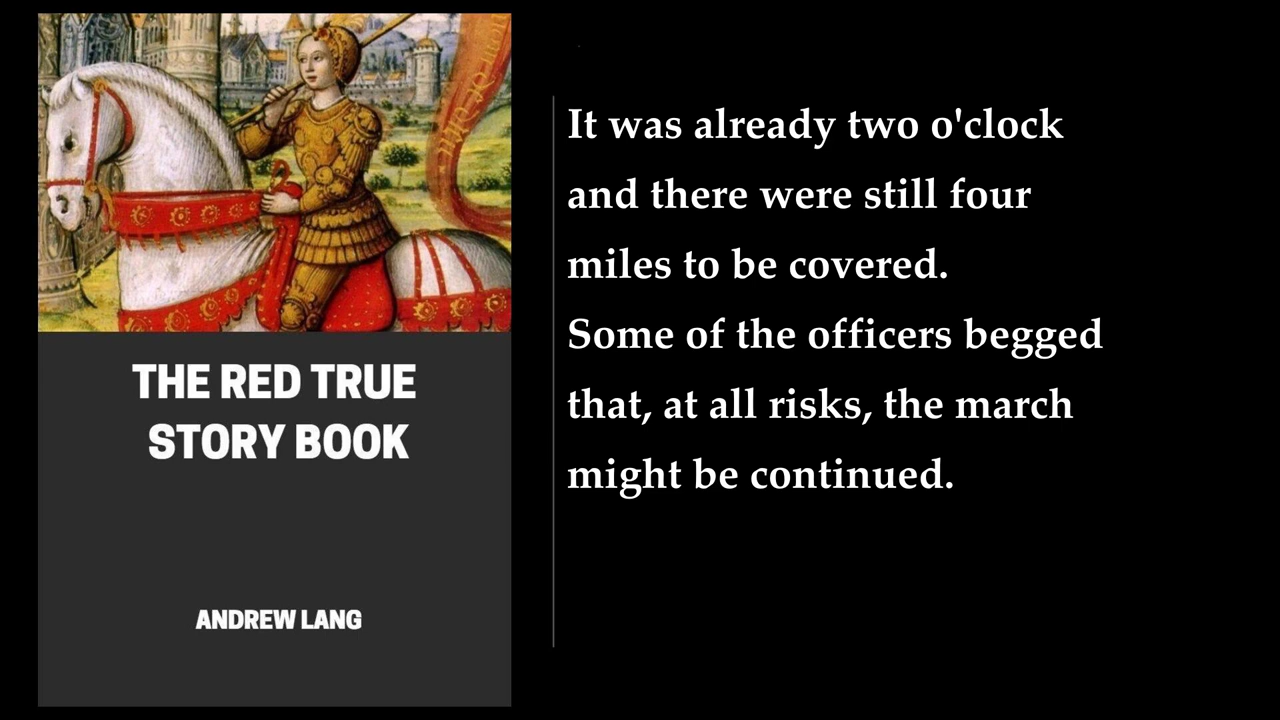 THE RED TRUE
STORY BOOK
ANDREW LANG
It was already two o'clock
and there were still four
miles to be covered.
Some of the officers begged
that, at all risks, the march
might be continued.